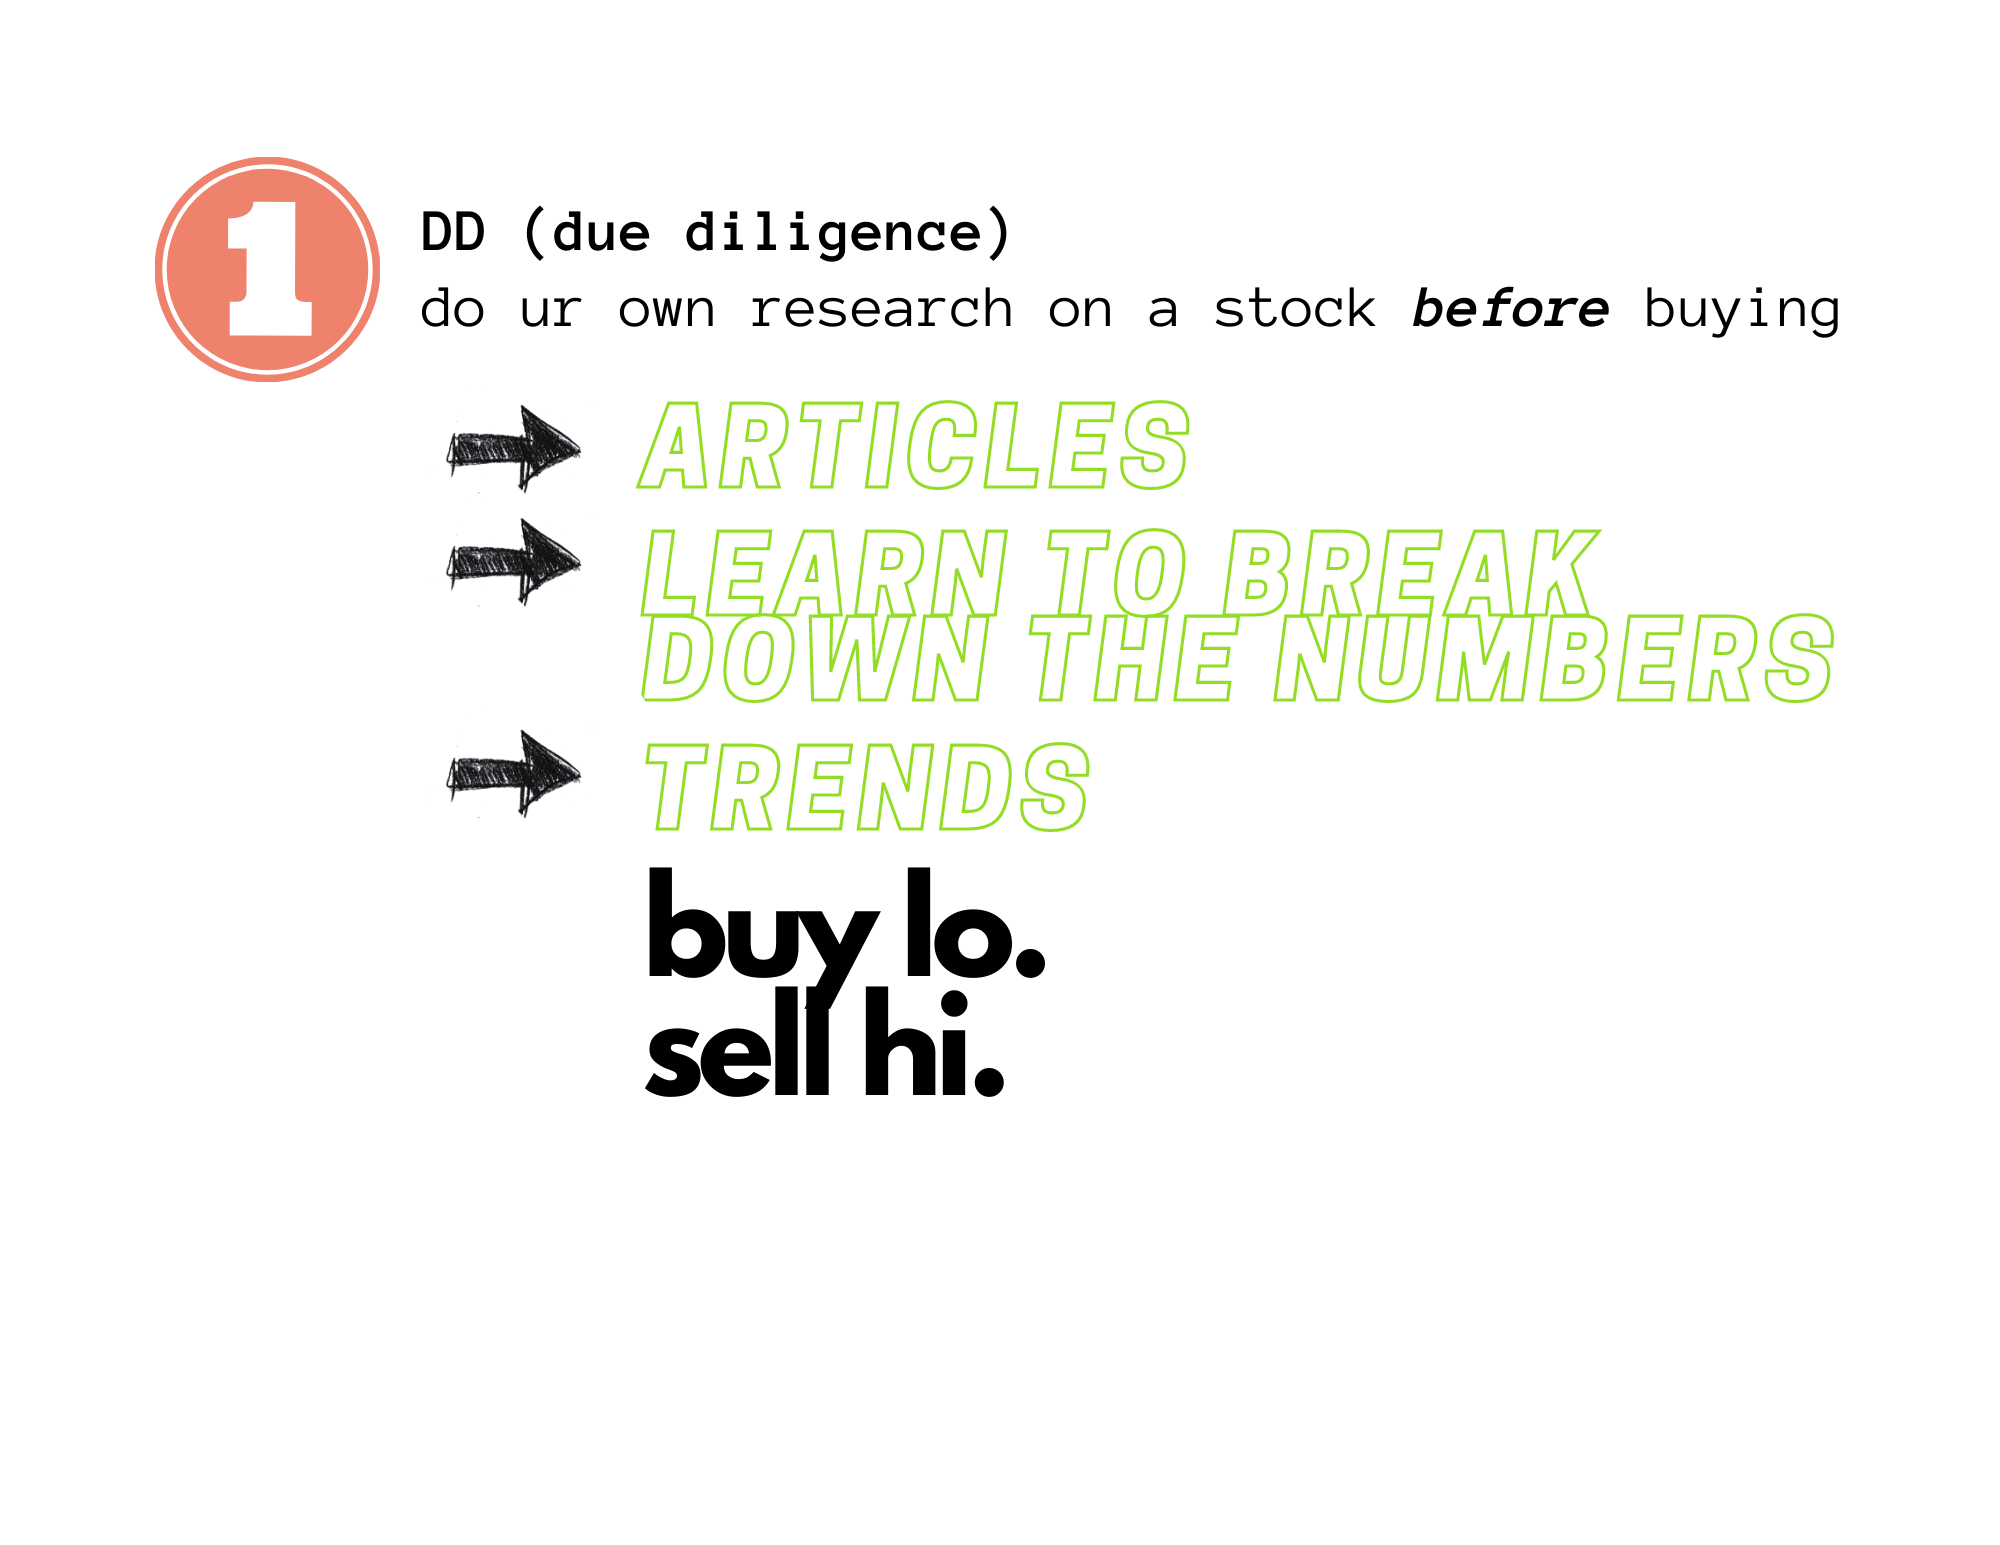 1
DD (due diligence)
do ur own research on a stock before buying
ARTICLES
LEARN TO BREAK
DOWN THE NUMBERS
TRENDS
buy lo.
sell hi.